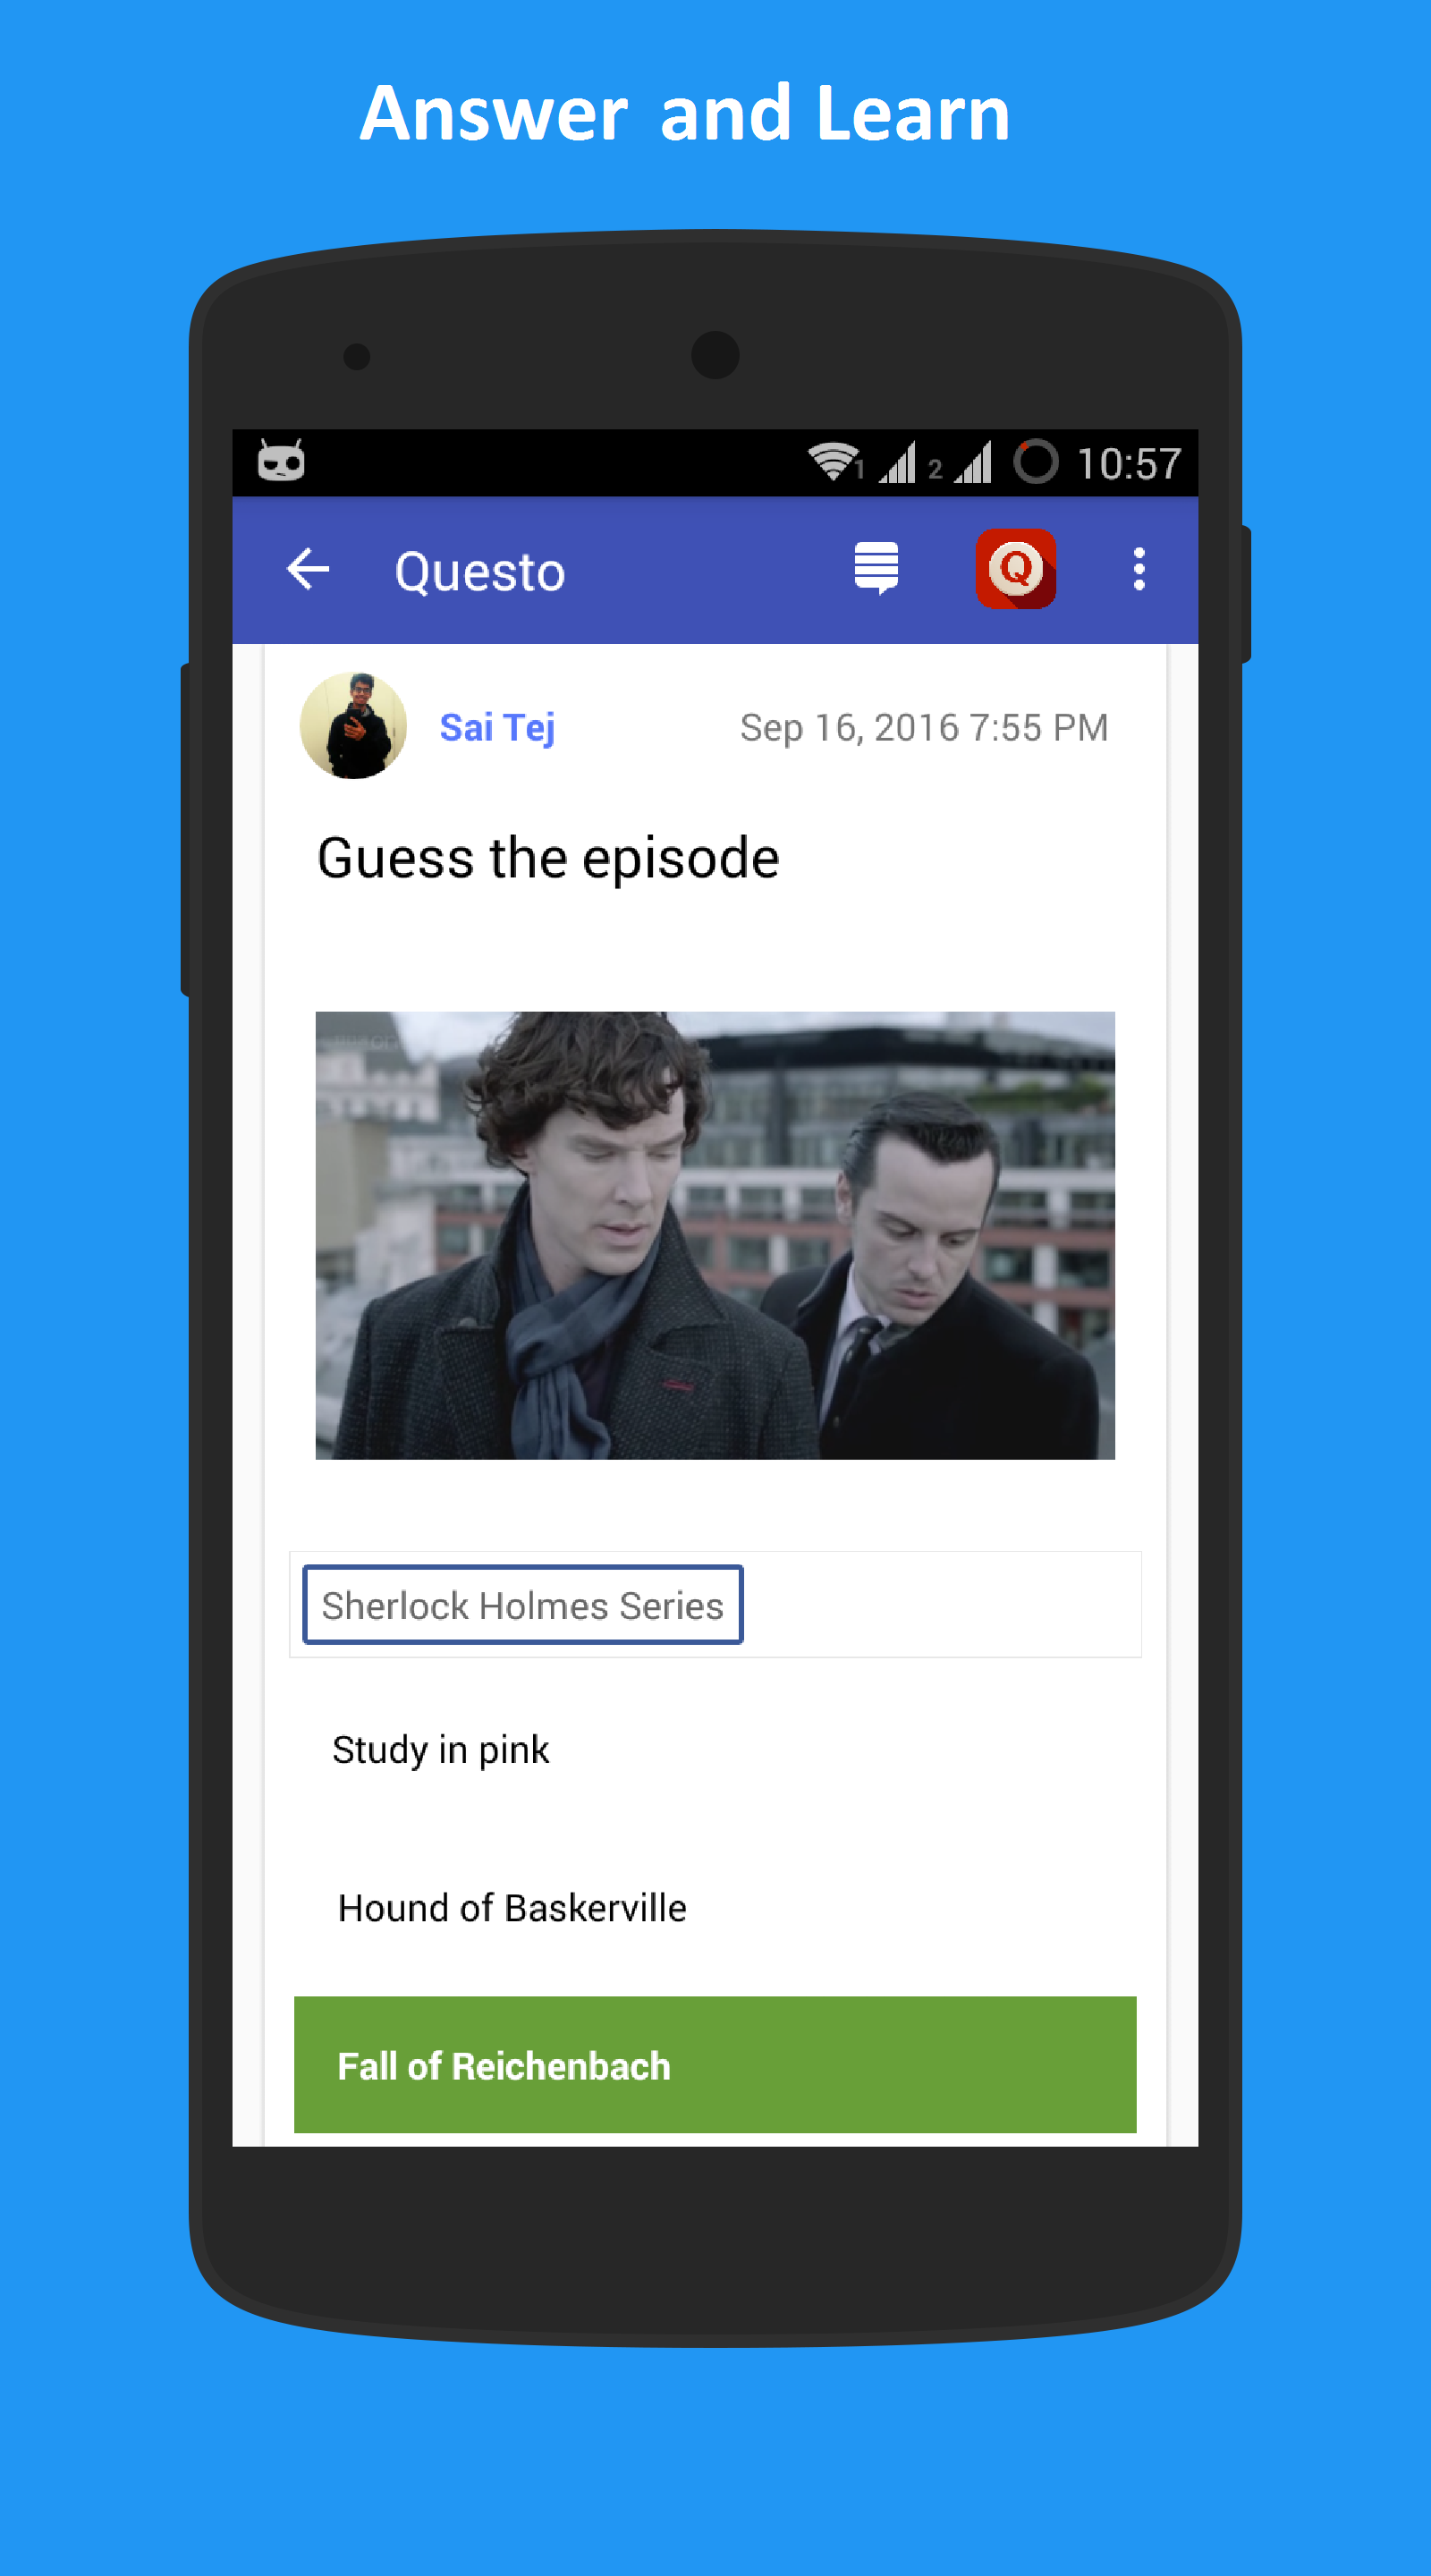 Answer and Learn
1 2 10:57
Questo Q
Sai Tej Sep 16, 2016 7:55 PM
Guess the episode
Sherlock Holmes Series
Study in pink
Hound of Baskerville
Fall of Reichenbach